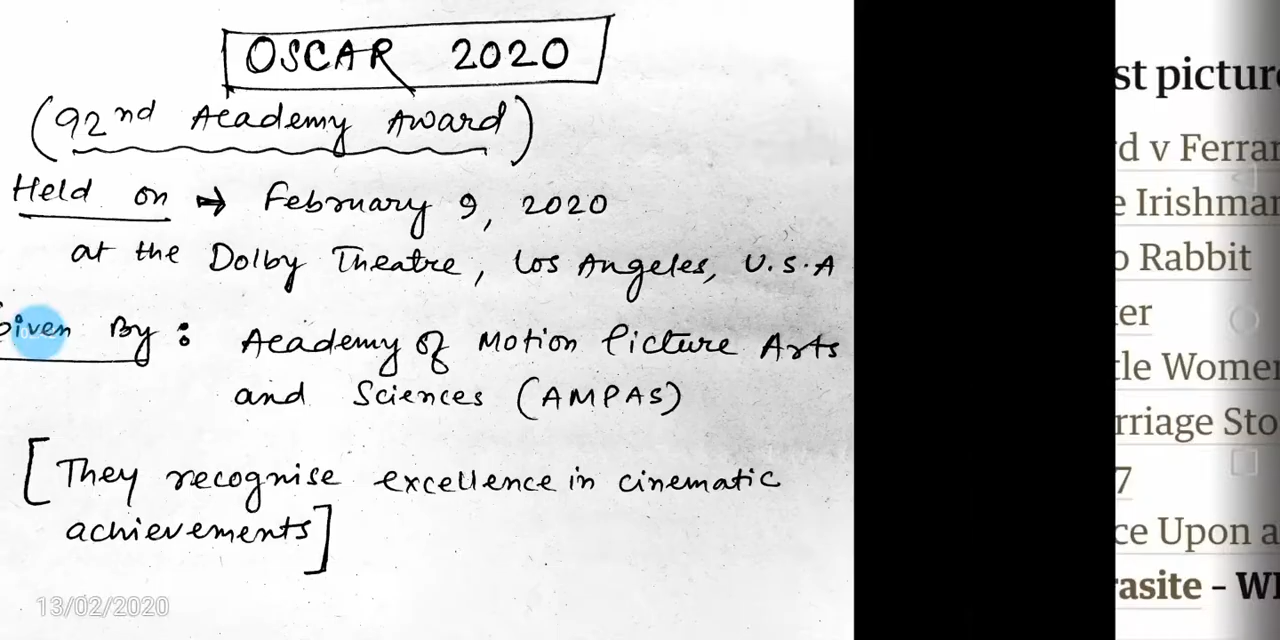 OSCAR 2020
(92nd Academy Award)
Held on → February 9, 2020
at the Dolby Theatre, Los Angeles, U.S.A
Given By : Academy of Motion Picture Arts
and Sciences (AMPAS)
[They recognise excellence in cinematic
achievements]
13/02/2020
st picture
d v Ferrar
e Irishman
o Rabbit
ter
tle Women
rriage Sto
7
ce Upon a
rasite - WI